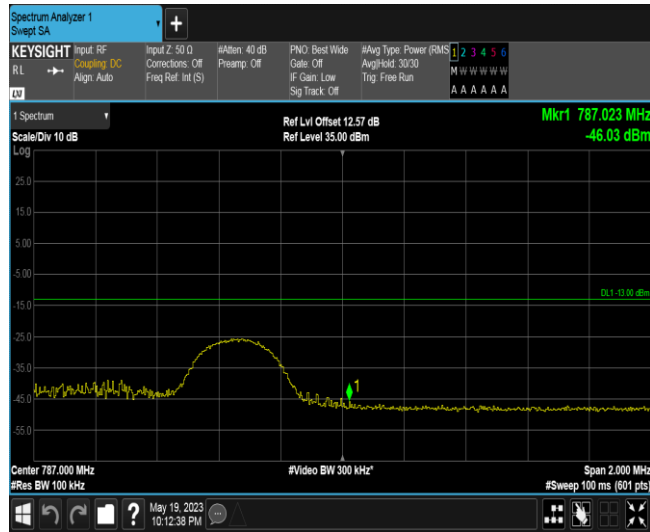 Spectrum Analyzer 1
Swept SA
+
KEYSIGHT
RL
LXI
Input: RF
Coupling: DC
Align: Auto
Input Z: 50 Ω
Corrections: Off
Freq Ref: Int (S)
#Atten: 40 dB
Preamp: Off
PNO: Best Wide
Gate: Off
IF Gain: Low
Sig Track: Off
#Avg Type: Power (RMS
Avg|Hold: 30/30
Trig: Free Run
1 2 3 4 5 6
M W W W W W
A A A A A A
1 Spectrum
Scale/Div 10 dB
Log
Ref Lvl Offset 12.57 dB
Ref Level 35.00 dBm
Mkr1 787.023 MHz
-46.03 dBm
25.0
15.0
5.00
-5.00
DL1 -13.00 dBm
-15.0
-25.0
-35.0
1
-45.0
-55.0
Center 787.000 MHz
#Res BW 100 kHz
#Video BW 300 kHz*
Span 2.000 MHz
#Sweep 100 ms (601 pts)
?
May 19, 2023
10:12:38 PM